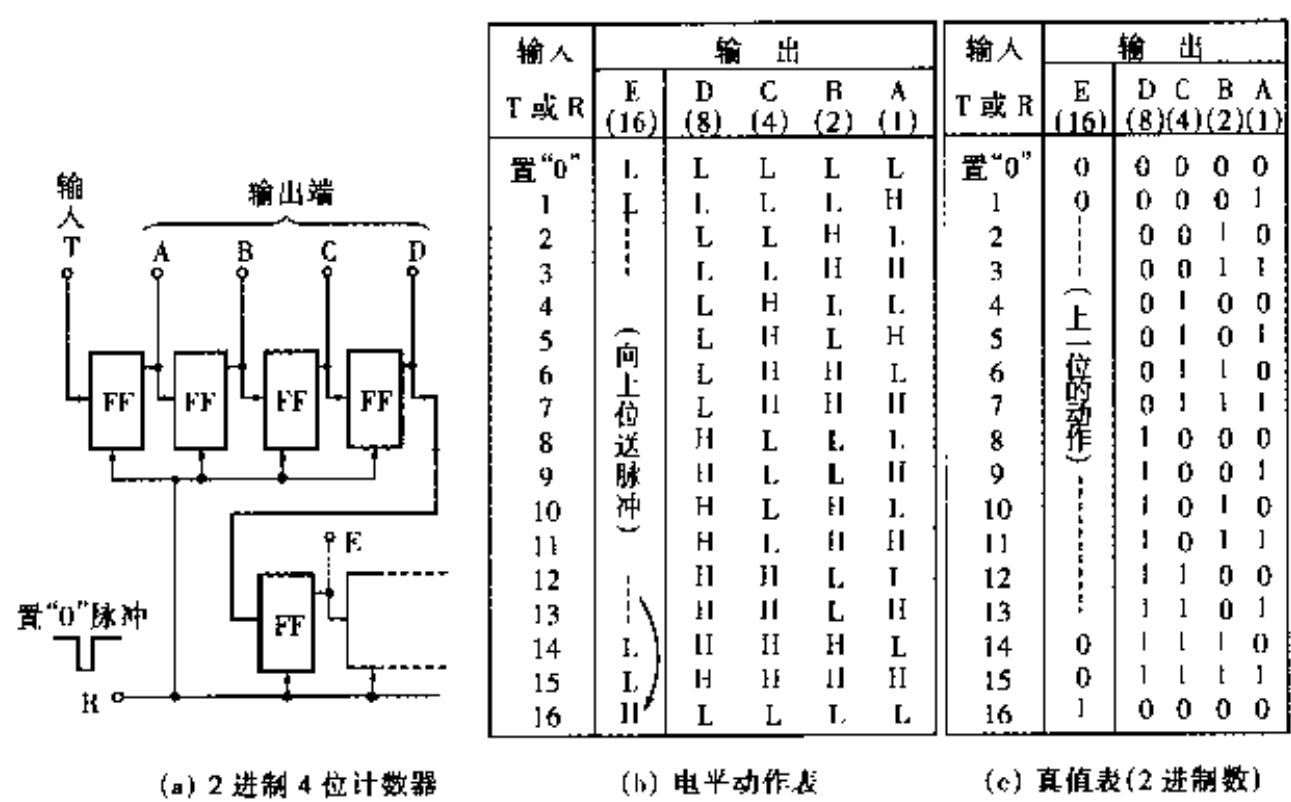 输入T
输出端
A B C D
FF FF FF FF
E
FF
置“0”脉冲
R
(a) 2 进制 4 位计数器
输入 输 出
T 或 R E D C B A
(16) (8) (4) (2) (1)
置“0” L L L L L
1 L L L L H
2 L L H L
3 L L H H
4 L H L L
5 L H L H
6 L H H L
7 L H H H
8 H L L L
9 H L L H
10 H L H L
11 H L H H
12 H H L L
13 H H L H
14 L H H H L
15 L H H H H
16 H L L L L
(向上位送脉冲)
(b) 电平动作表
输入 输 出
T 或 R E D C B A
(16) (8)(4)(2)(1)
置“0” 0 0 0 0 0
1 0 0 0 0 1
2 0 0 1 0
3 0 0 1 1
4 0 1 0 0
5 0 1 0 1
6 0 1 1 0
7 0 1 1 1
8 1 0 0 0
9 1 0 0 1
10 1 0 1 0
11 1 0 1 1
12 1 1 0 0
13 1 1 0 1
14 0 1 1 1 0
15 0 1 1 1 1
16 1 0 0 0 0
(上一位的动作)
(c) 真值表(2 进制数)